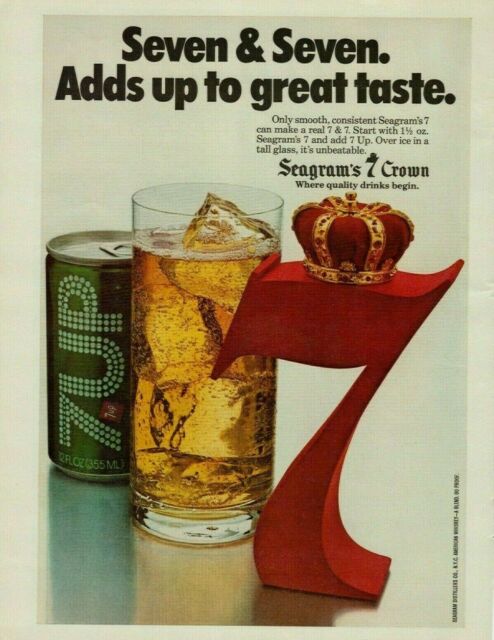 Seven & Seven.
Adds up to great taste.
Only smooth, consistent Seagram's 7
can make a real 7 & 7. Start with 1½ oz.
Seagram's 7 and add 7 Up. Over ice in a
tall glass, it's unbeatable.
Seagram's 7 Crown
Where quality drinks begin.
7UP
7UP
12 FL OZ (355 ML)
7
SEAGRAM DISTILLERS CO., N.Y.C. AMERICAN WHISKEY—A BLEND. 80 PROOF.